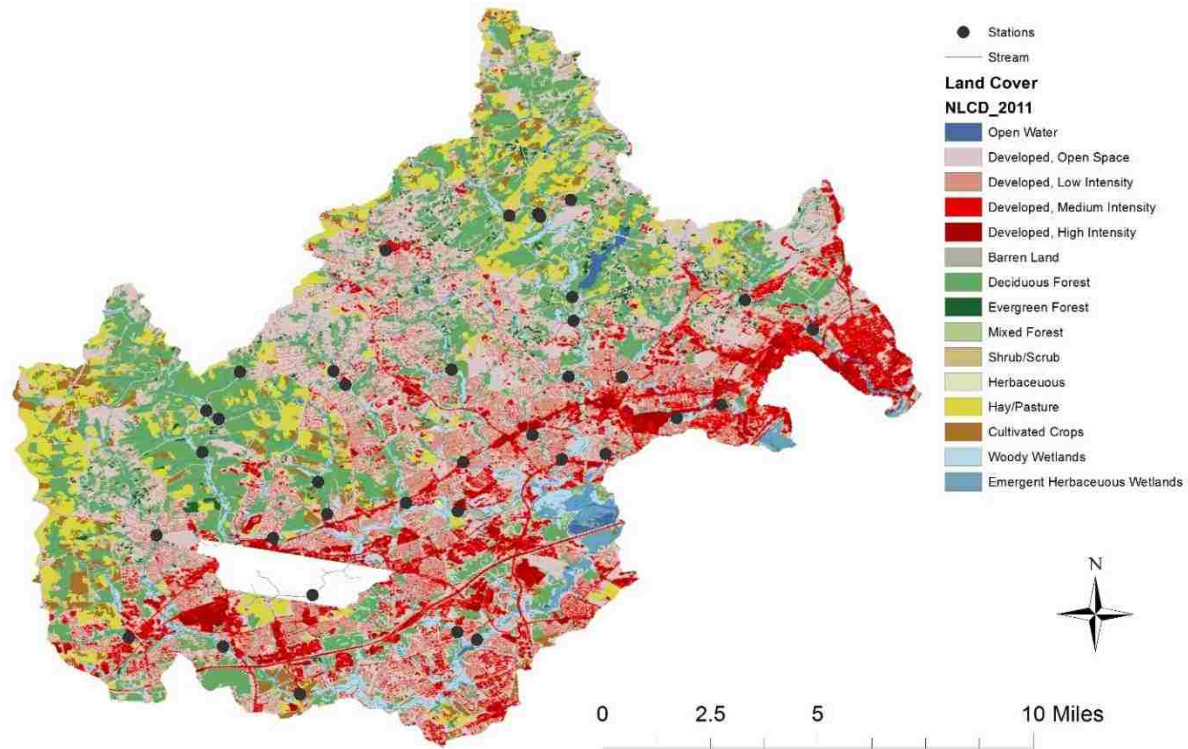 Stations
Stream
Land Cover
NLCD_2011
Open Water
Developed, Open Space
Developed, Low Intensity
Developed, Medium Intensity
Developed, High Intensity
Barren Land
Deciduous Forest
Evergreen Forest
Mixed Forest
Shrub/Scrub
Herbaceuous
Hay/Pasture
Cultivated Crops
Woody Wetlands
Emergent Herbaceuous Wetlands
N
0 2.5 5 10 Miles